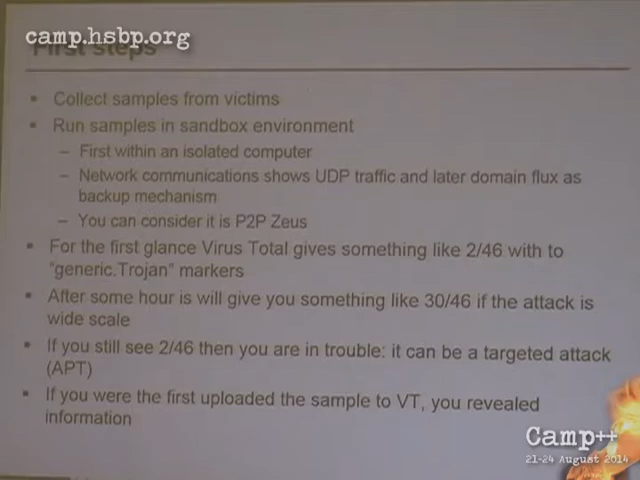 camp.hsbp.org
First steps
Collect samples from victims
Run samples in sandbox environment
– First within an isolated computer
– Network communications shows UDP traffic and later domain flux as
backup mechanism
– You can consider it is P2P Zeus
For the first glance Virus Total gives something like 2/46 with to
"generic.Trojan" markers
After some hour is will give you something like 30/46 if the attack is
wide scale
If you still see 2/46 then you are in trouble: it can be a targeted attack
(APT)
If you were the first uploaded the sample to VT, you revealed
information
Camp++
21-24 August 2014